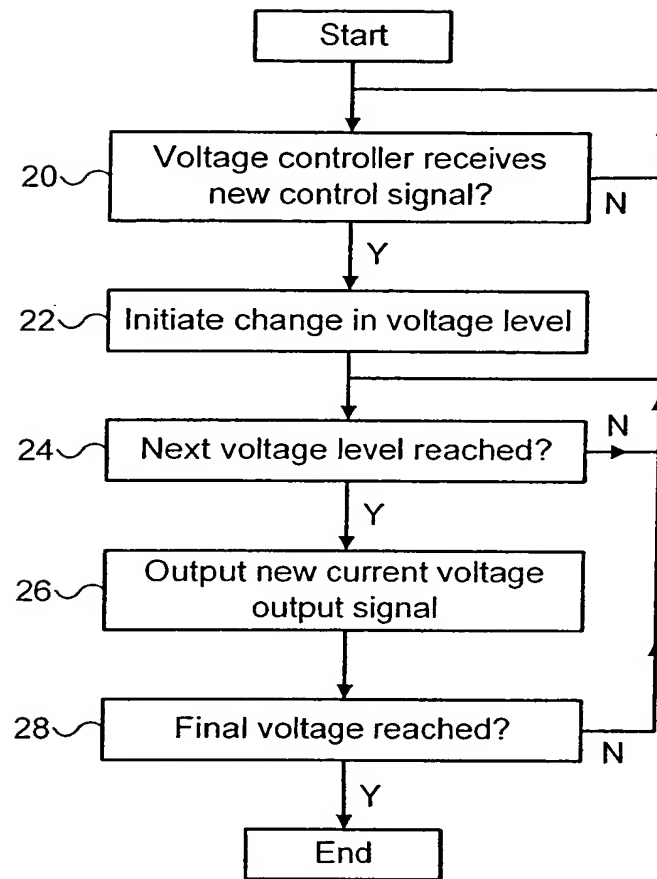 Start
20
Voltage controller receives
new control signal?
N
Y
22
Initiate change in voltage level
24
Next voltage level reached?
N
Y
26
Output new current voltage
output signal
28
Final voltage reached?
N
Y
End